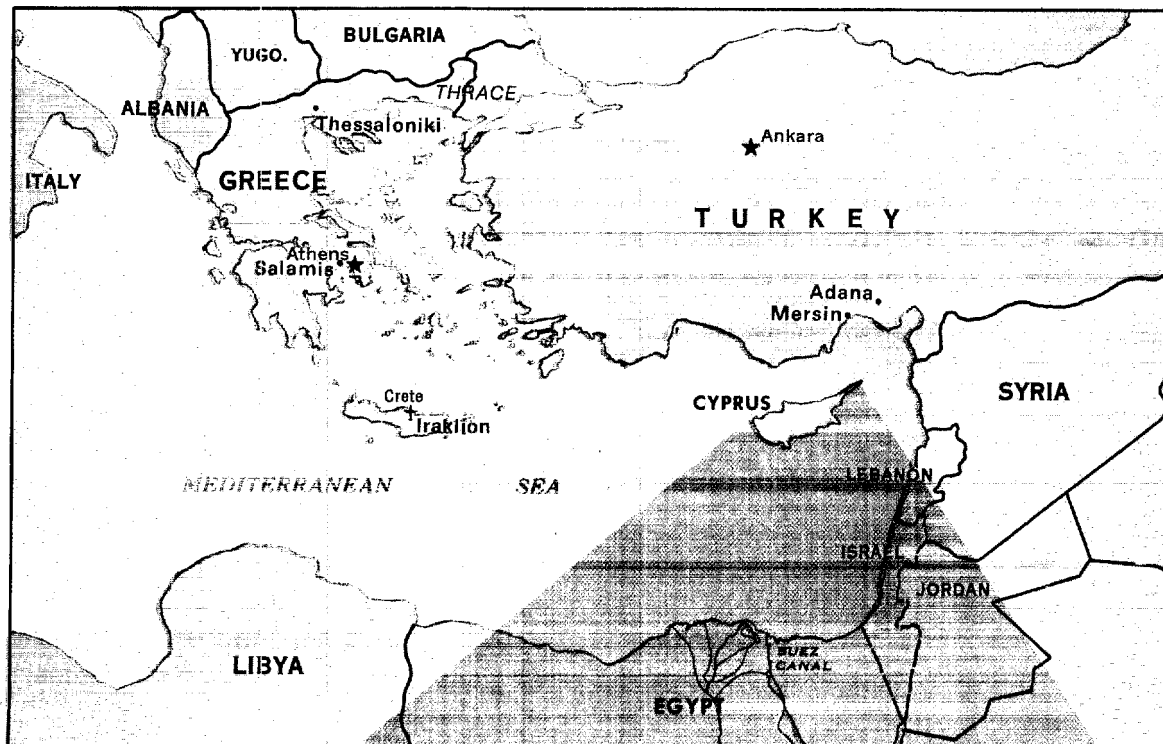 BULGARIA
YUGO.
THRACE
ALBANIA
Thessaloniki
Ankara
ITALY
GREECE
TURKEY
Athens
Salamis
Adana
Mersin
Crete
Iraklion
CYPRUS
SYRIA
LEBANON
MEDITERRANEAN SEA
ISRAEL
JORDAN
SUEZ
CANAL
LIBYA
EGYPT